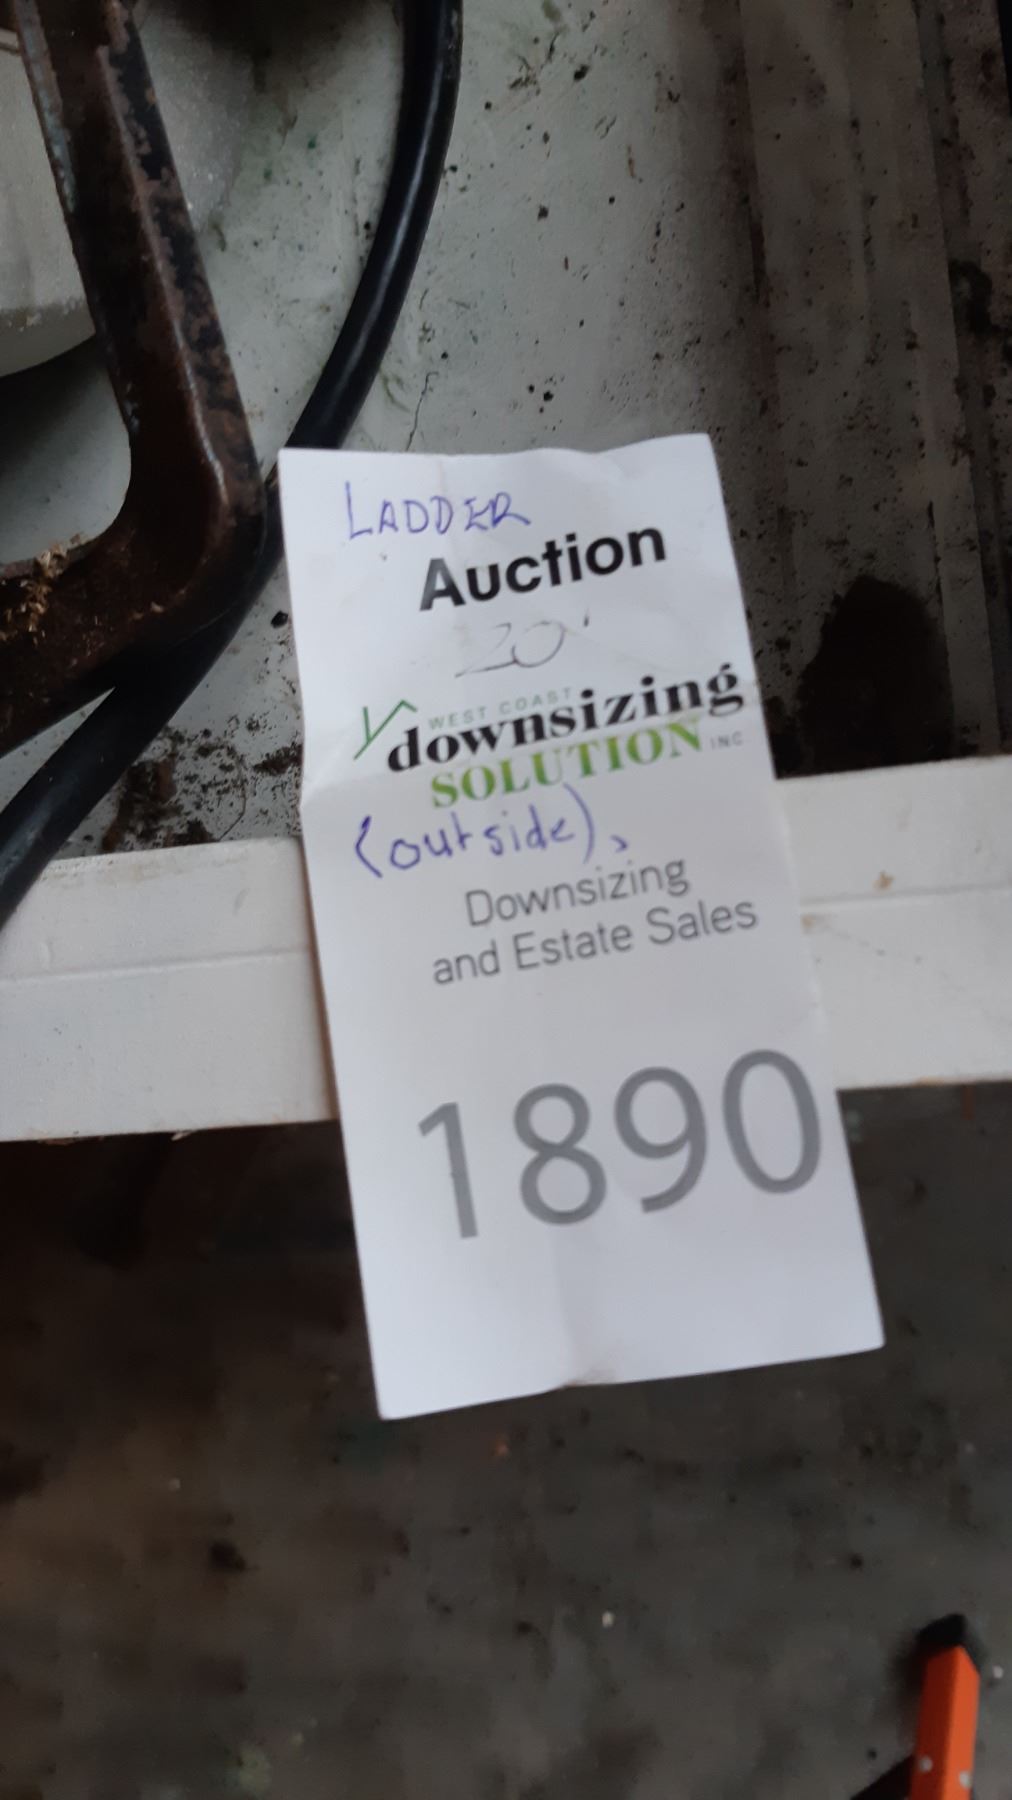 LADDER
Auction
20'
WEST COAST
downsizing
SOLUTION INC
(outside),
Downsizing
and Estate Sales
1890